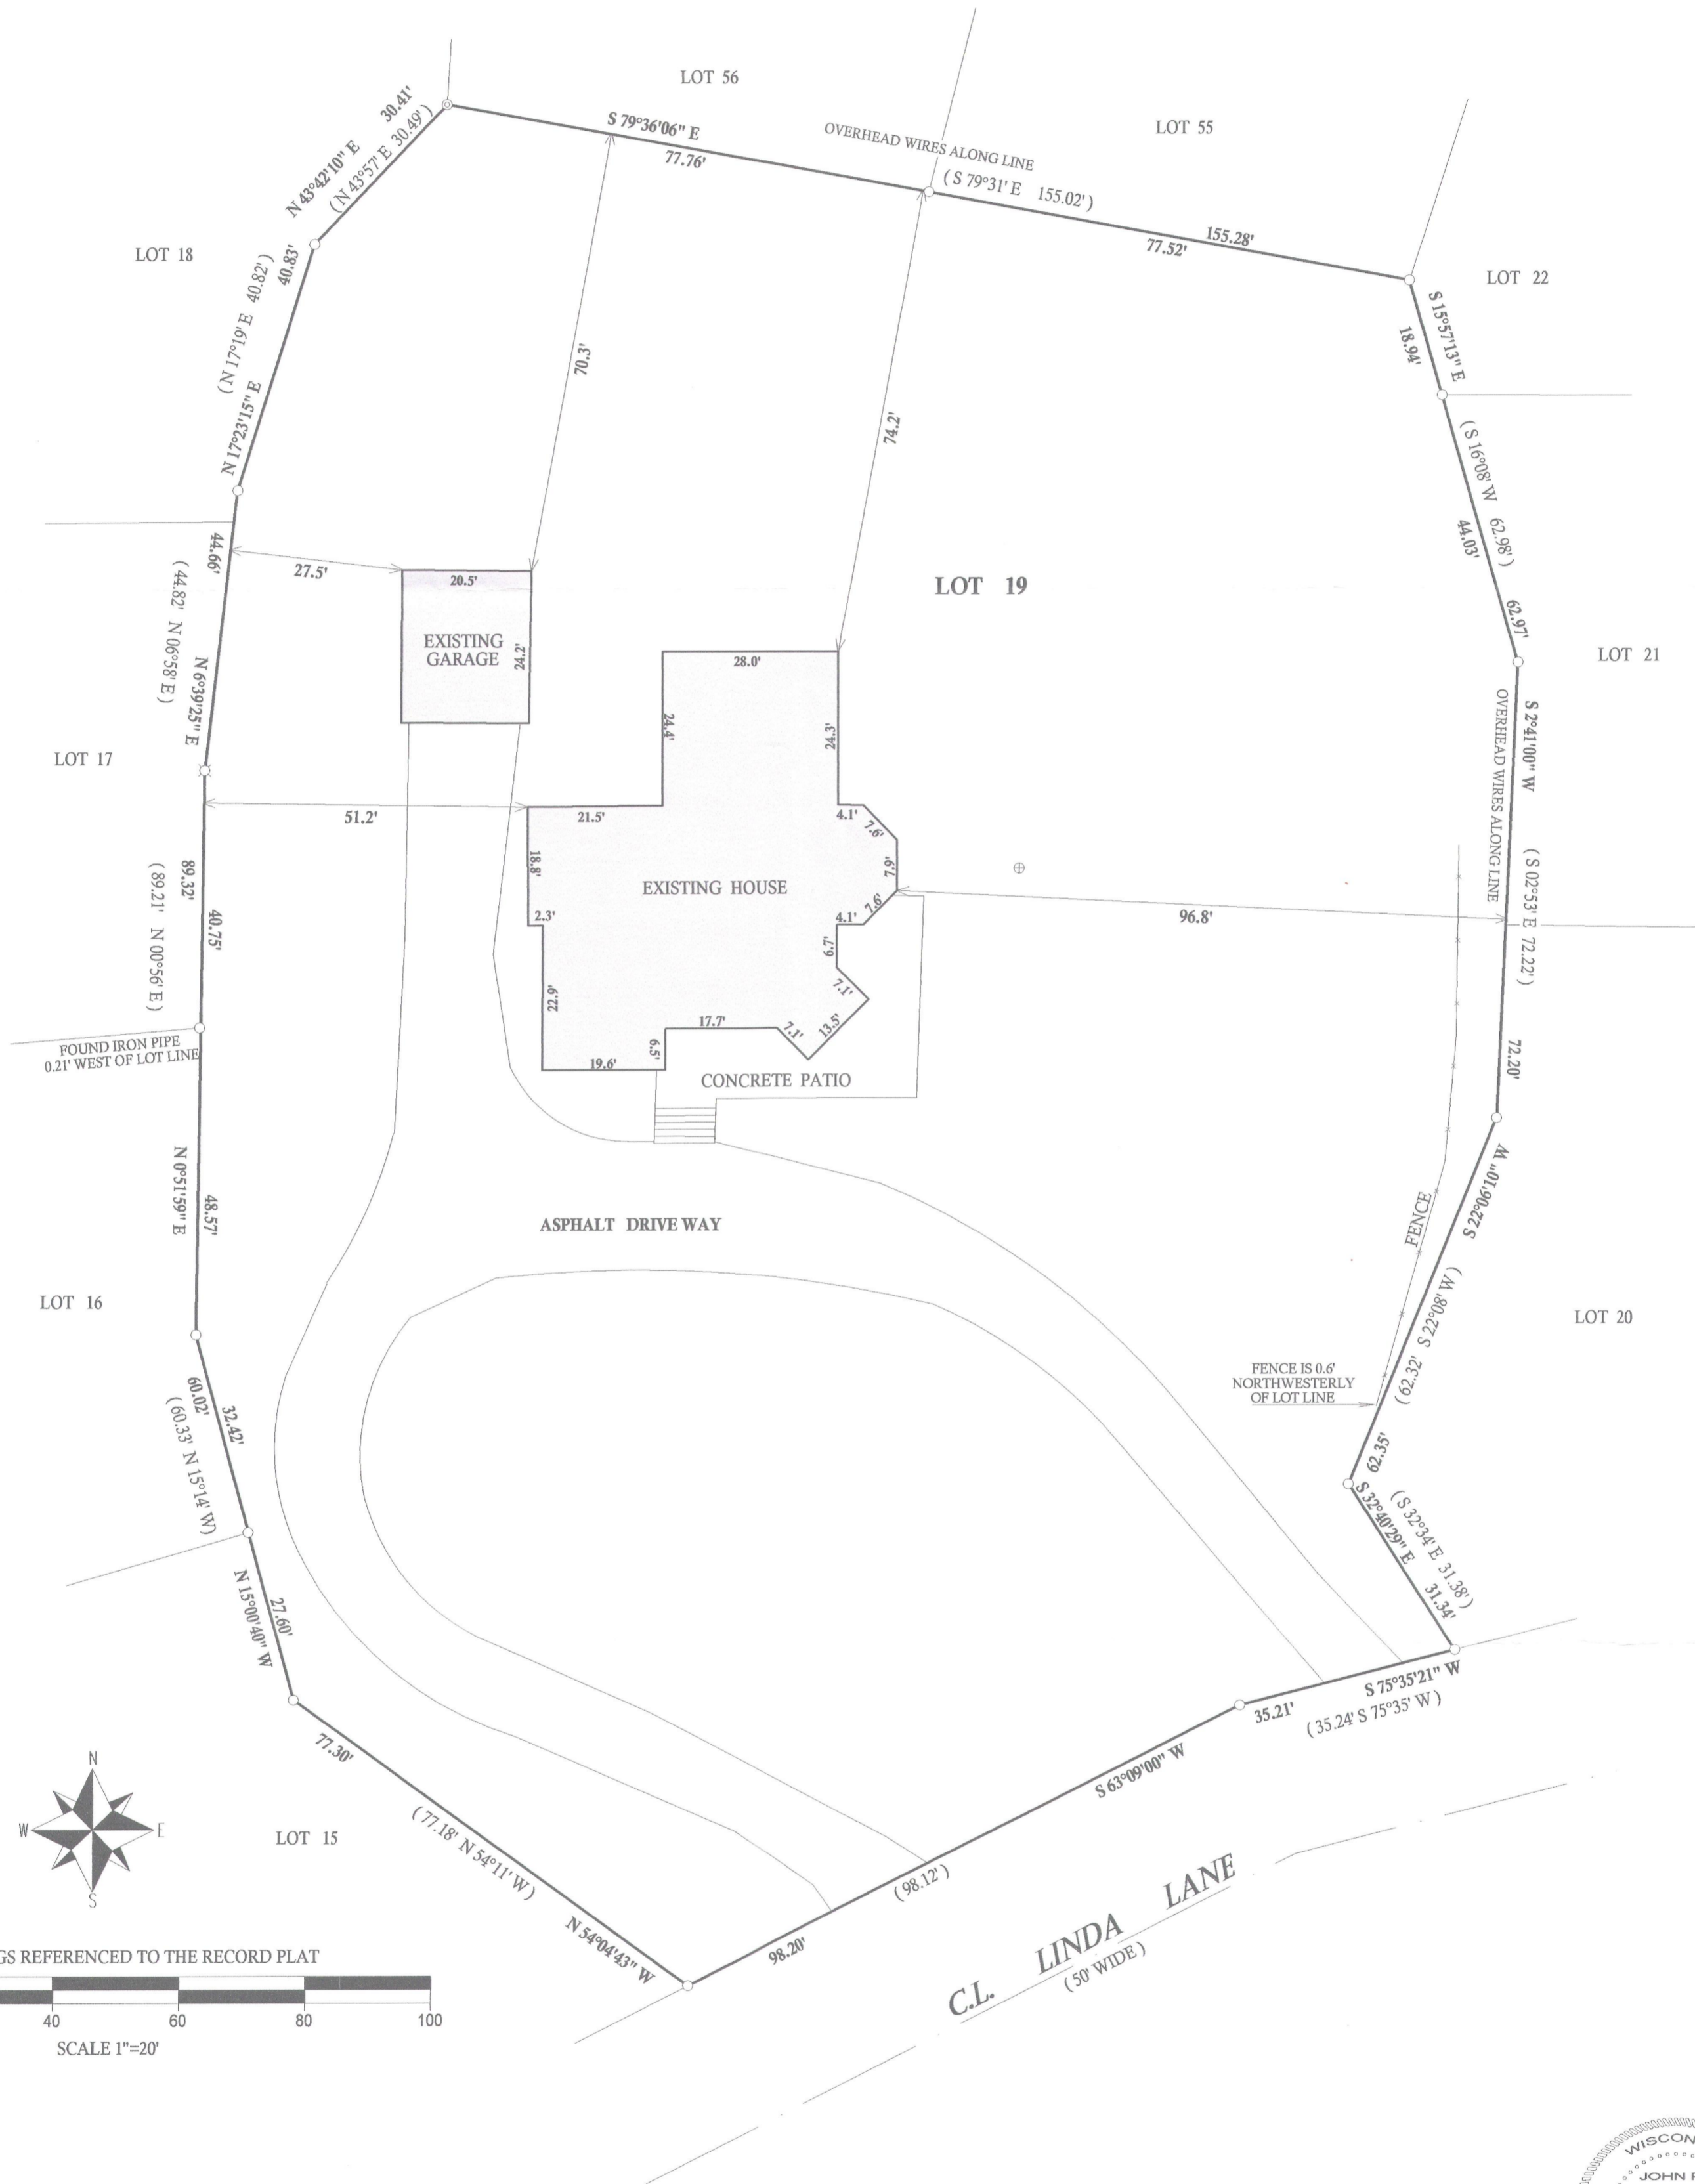 LOT 56
S 79°36'06" E
77.76'
OVERHEAD WIRES ALONG LINE
( S 79°31' E 155.02' )
LOT 55
155.28'
77.52'
LOT 22
30.41'
N 43°42'10" E
( N 43°57' E 30.49' )
LOT 18
40.83'
( N 17°19' E 40.82' )
N 17°23'15" E
S 15°57'13" E
18.94'
70.3'
74.2'
( S 16°08' W 62.98' )
44.03'
62.97'
44.66'
( 44.82' N 06°58' E )
N 6°39'25" E
27.5'
20.5'
EXISTING
GARAGE
24.2'
LOT 19
28.0'
24.4'
24.3'
LOT 21
LOT 17
S 2°41'00" W
OVERHEAD WIRES ALONG LINE
( S 02°53' E 72.22' )
72.20'
51.2'
21.5'
4.1'
7.6'
7.9'
7.6'
4.1'
18.8'
EXISTING HOUSE
96.8'
2.3'
6.7'
7.1'
22.9'
17.7'
7.1'
13.5'
6.5'
19.6'
CONCRETE PATIO
89.32'
( 89.21' N 00°56' E )
40.75'
FOUND IRON PIPE
0.21' WEST OF LOT LINE
N 0°51'59" E
48.57'
ASPHALT DRIVEWAY
FENCE
S 22°06'10" W
( 62.32' S 22°08' W )
LOT 16
LOT 20
FENCE IS 0.6'
NORTHWESTERLY
OF LOT LINE
60.02'
32.42'
( 60.33' N 15°14' W )
62.35'
S 32°40'29" E
( S 32°34' E 31.38' )
31.34'
N 15°00'40" W
27.60'
S 75°35'21" W
35.21'
( 35.24' S 75°35' W )
77.30'
( 77.18' N 54°11' W )
N 54°04'43" W
S 63°09'00" W
( 98.12' )
98.20'
LOT 15
N
W E
S
C.L. LINDA LANE
( 50' WIDE )
GS REFERENCED TO THE RECORD PLAT
40 60 80 100
SCALE 1"=20'
WISCON
JOHN